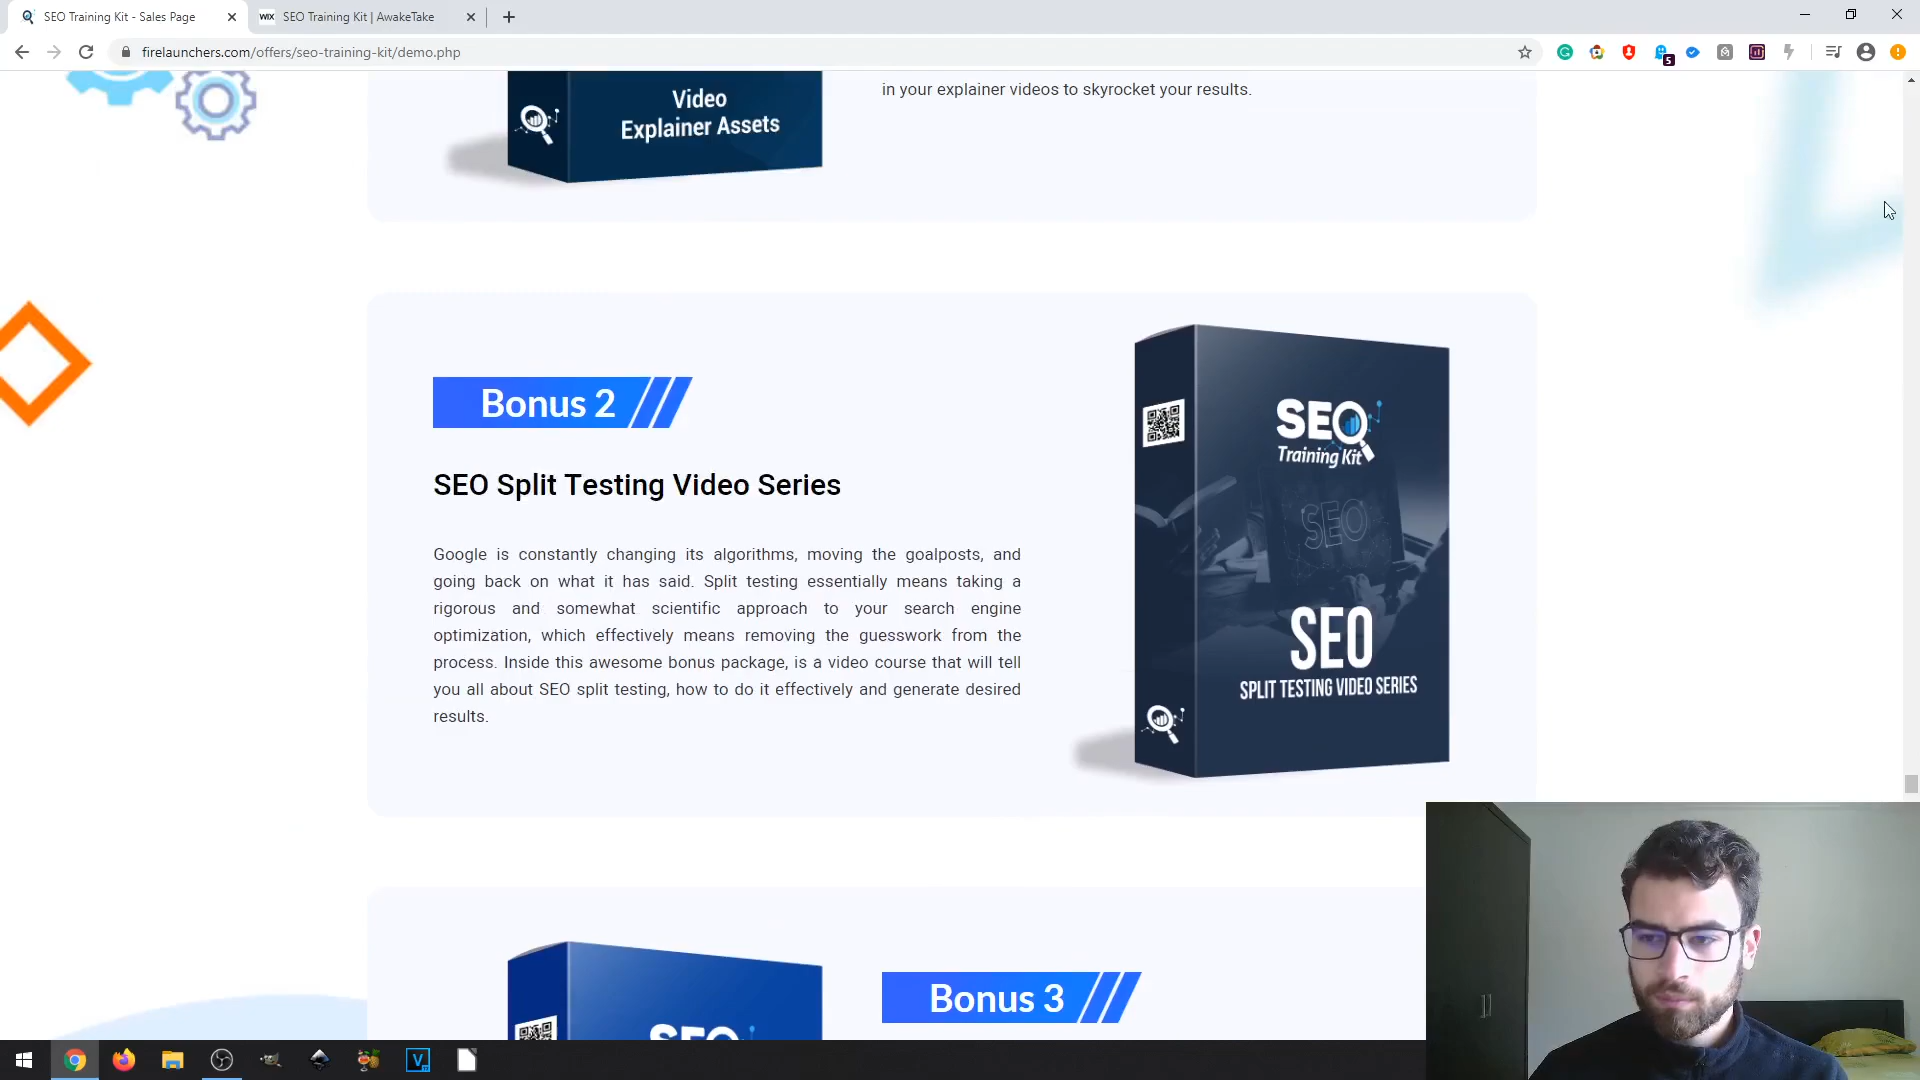 SEO Training Kit - Sales Page
WIX
SEO Training Kit | AwakeTake
firelaunchers.com/offers/seo-training-kit/demo.php
5
Video
Explainer Assets
in your explainer videos to skyrocket your results.
Bonus 2
SEO Split Testing Video Series
Google is constantly changing its algorithms, moving the goalposts, and
going back on what it has said. Split testing essentially means taking a
rigorous and somewhat scientific approach to your search engine
optimization, which effectively means removing the guesswork from the
process. Inside this awesome bonus package, is a video course that will tell
you all about SEO split testing, how to do it effectively and generate desired
results.
SEO
Training Kit
SEO
SEO
SPLIT TESTING VIDEO SERIES
SEO
Bonus 3
V